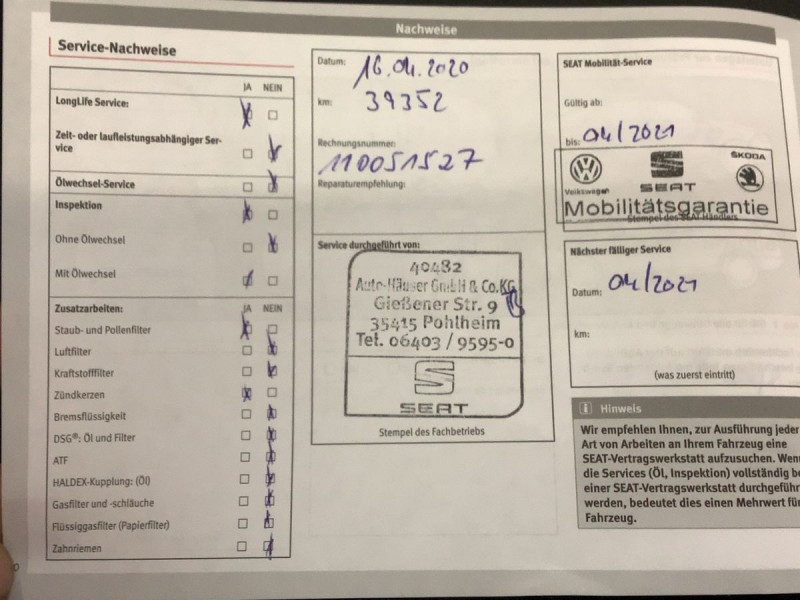 Nachweise
Service-Nachweise
JA NEIN
LongLife Service:
Zeit- oder laufleistungsabhängiger Ser-
vice
Ölwechsel-Service
Inspektion
Ohne Ölwechsel
Mit Ölwechsel
Zusatzarbeiten: JA NEIN
Staub- und Pollenfilter
Luftfilter
Kraftstofffilter
Zündkerzen
Bremsflüssigkeit
DSG®: Öl und Filter
ATF
HALDEX-Kupplung: (Öl)
Gasfilter und -schläuche
Flüssiggasfilter (Papierfilter)
Zahnriemen
Datum: 16.04.2020
km: 39352
Rechnungsnummer:
110051527
Reparaturempfehlung:
Service durchgeführt von:
40482
Auto-Häuser GmbH & Co.KG
Gießener Str. 9
35415 Pohlheim
Tel. 06403 / 9595-0
SEAT
Stempel des Fachbetriebs
SEAT Mobilität-Service
Gültig ab:
bis: 04/2021
Volkswagen SEAT ŠKODA
Mobilitätsgarantie
Stempel des SEAT Händlers
Nächster fälliger Service
Datum: 04/2021
km:
(was zuerst eintritt)
i Hinweis
Wir empfehlen Ihnen, zur Ausführung jeder
Art von Arbeiten an Ihrem Fahrzeug eine
SEAT-Vertragswerkstatt aufzusuchen. Wen
die Services (Öl, Inspektion) vollständig be
einer SEAT-Vertragswerkstatt durchgeführ
werden, bedeutet dies einen Mehrwert für
Fahrzeug.